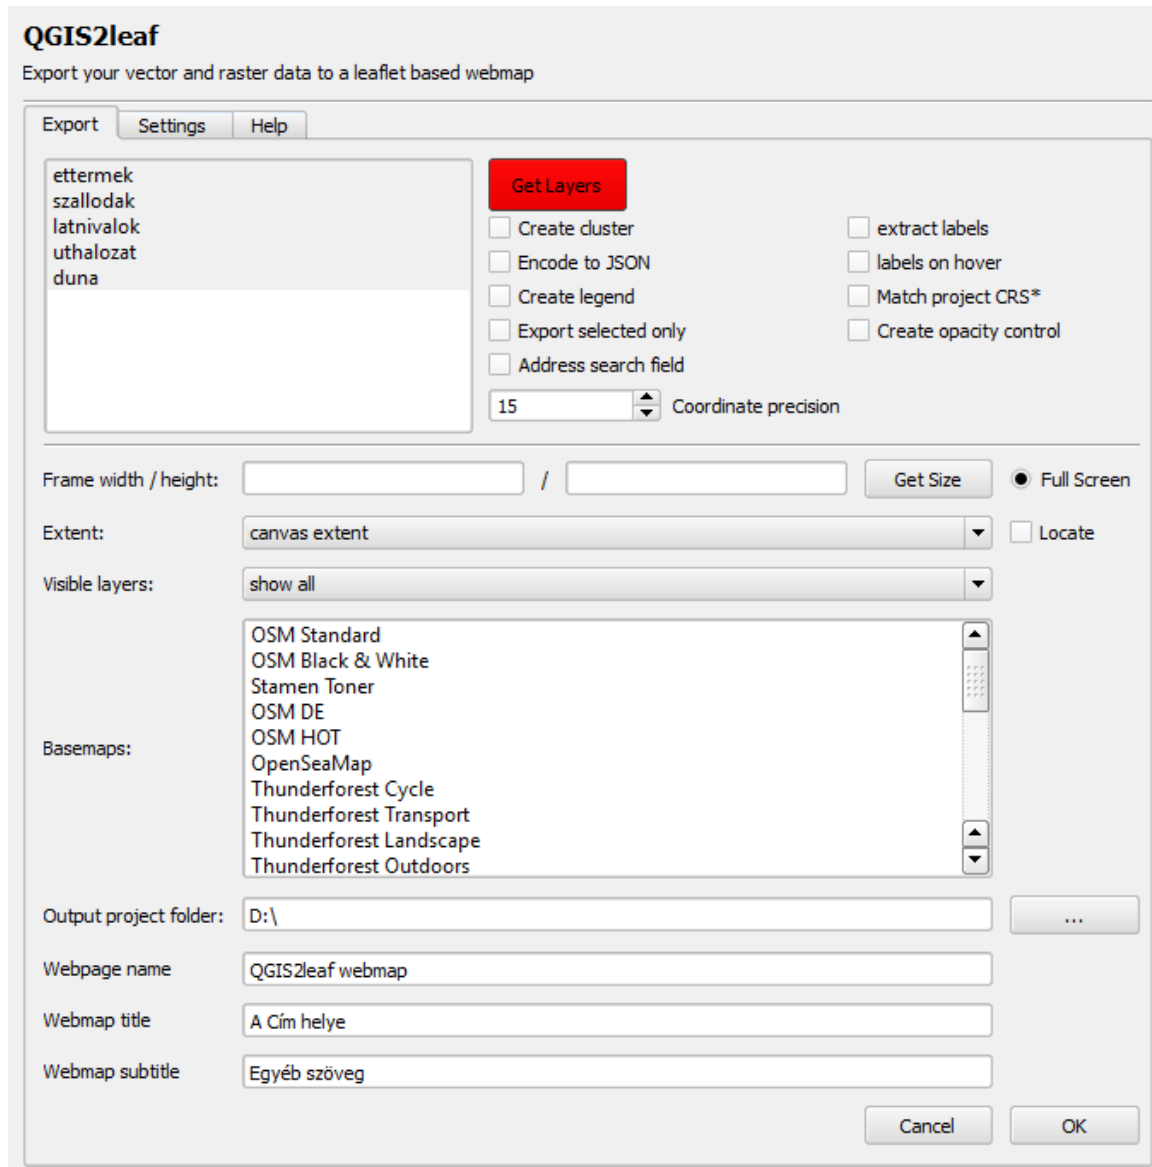 QGIS2leaf
Export your vector and raster data to a leaflet based webmap
Export Settings Help
ettermek
szallodak
latnivalok
uthalozat
duna
Get Layers
Create cluster
extract labels
Encode to JSON
labels on hover
Create legend
Match project CRS*
Export selected only
Create opacity control
Address search field
15 Coordinate precision
Frame width / height: / Get Size Full Screen
Extent: canvas extent Locate
Visible layers: show all
Basemaps:
OSM Standard
OSM Black & White
Stamen Toner
OSM DE
OSM HOT
OpenSeaMap
Thunderforest Cycle
Thunderforest Transport
Thunderforest Landscape
Thunderforest Outdoors
Output project folder: D:\ ...
Webpage name QGIS2leaf webmap
Webmap title A Cím helye
Webmap subtitle Egyéb szöveg
Cancel OK